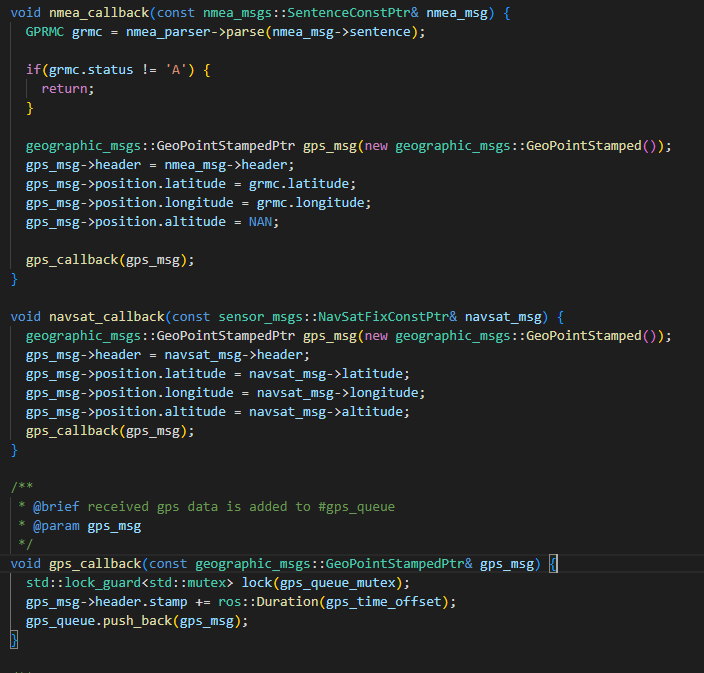 void nmea_callback(const nmea_msgs::SentenceConstPtr& nmea_msg) {
GPRMC grmc = nmea_parser->parse(nmea_msg->sentence);
if(grmc.status != 'A') {
return;
}
geographic_msgs::GeoPointStampedPtr gps_msg(new geographic_msgs::GeoPointStamped());
gps_msg->header = nmea_msg->header;
gps_msg->position.latitude = grmc.latitude;
gps_msg->position.longitude = grmc.longitude;
gps_msg->position.altitude = NAN;
gps_callback(gps_msg);
}
void navsat_callback(const sensor_msgs::NavSatFixConstPtr& navsat_msg) {
geographic_msgs::GeoPointStampedPtr gps_msg(new geographic_msgs::GeoPointStamped());
gps_msg->header = navsat_msg->header;
gps_msg->position.latitude = navsat_msg->latitude;
gps_msg->position.longitude = navsat_msg->longitude;
gps_msg->position.altitude = navsat_msg->altitude;
gps_callback(gps_msg);
}
/**
* @brief received gps data is added to #gps_queue
* @param gps_msg
*/
void gps_callback(const geographic_msgs::GeoPointStampedPtr& gps_msg) {
std::lock_guard<std::mutex> lock(gps_queue_mutex);
gps_msg->header.stamp += ros::Duration(gps_time_offset);
gps_queue.push_back(gps_msg);
}